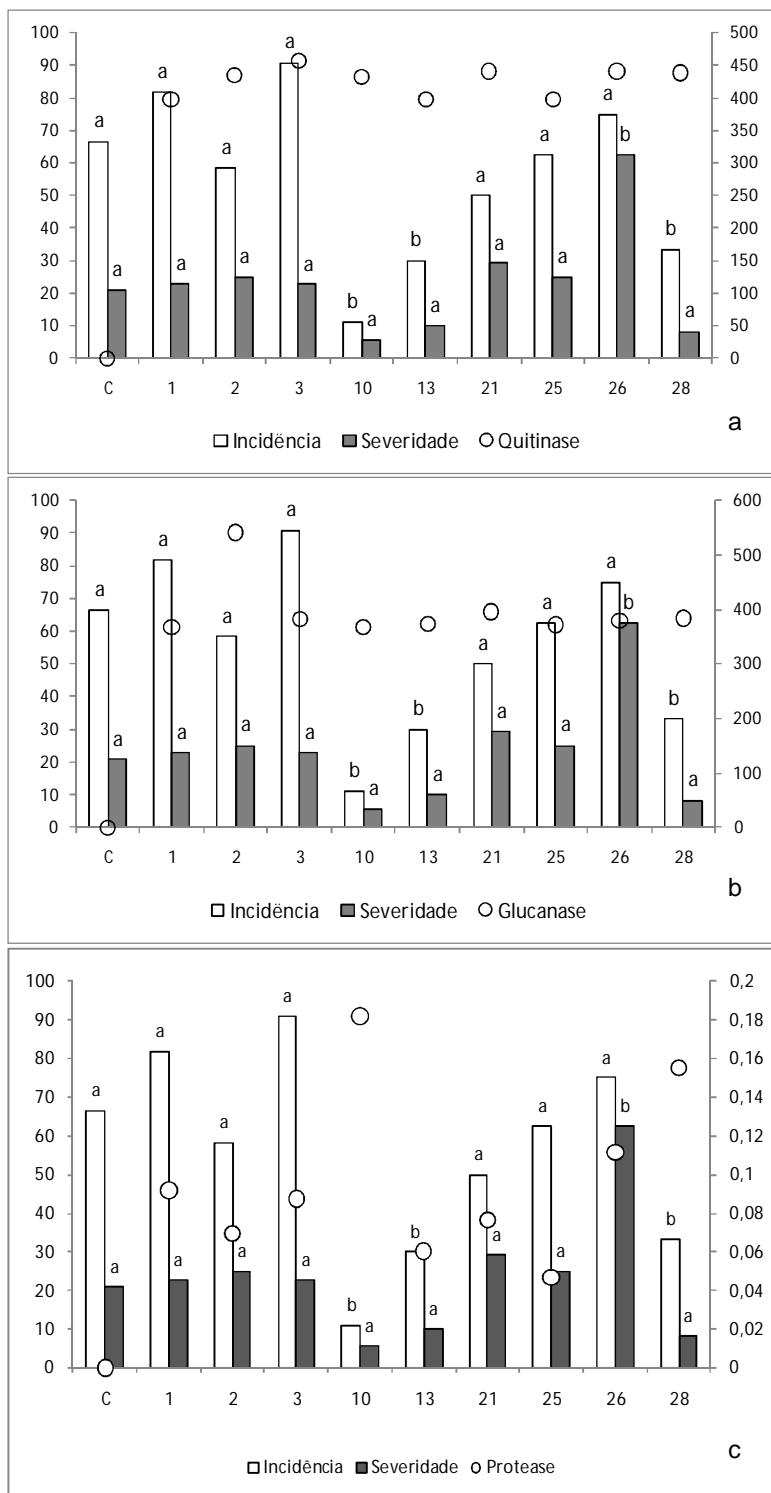 100 90 80 70 60 50 40 30 20 10 0
500 450 400 350 300 250 200 150 100 50 0
a a a a a a b a b a a a a a a b b a
C 1 2 3 10 13 21 25 26 28
a
Incidëncia Severidade Quitinase
100 90 80 70 60 50 40 30 20 10 0
600 500 400 300 200 100 0
a a a a a a a a b a b a a a a a a b b a
C 1 2 3 10 13 21 25 26 28
b
Incidëncia Severidade Glucanase
100 90 80 70 60 50 40 30 20 10 0
0,2 0,18 0,16 0,14 0,12 0,1 0,08 0,06 0,04 0,02 0
a a a a a a a a b a b a a a a a a b b a
C 1 2 3 10 13 21 25 26 28
c
Incidência Severidade Protease